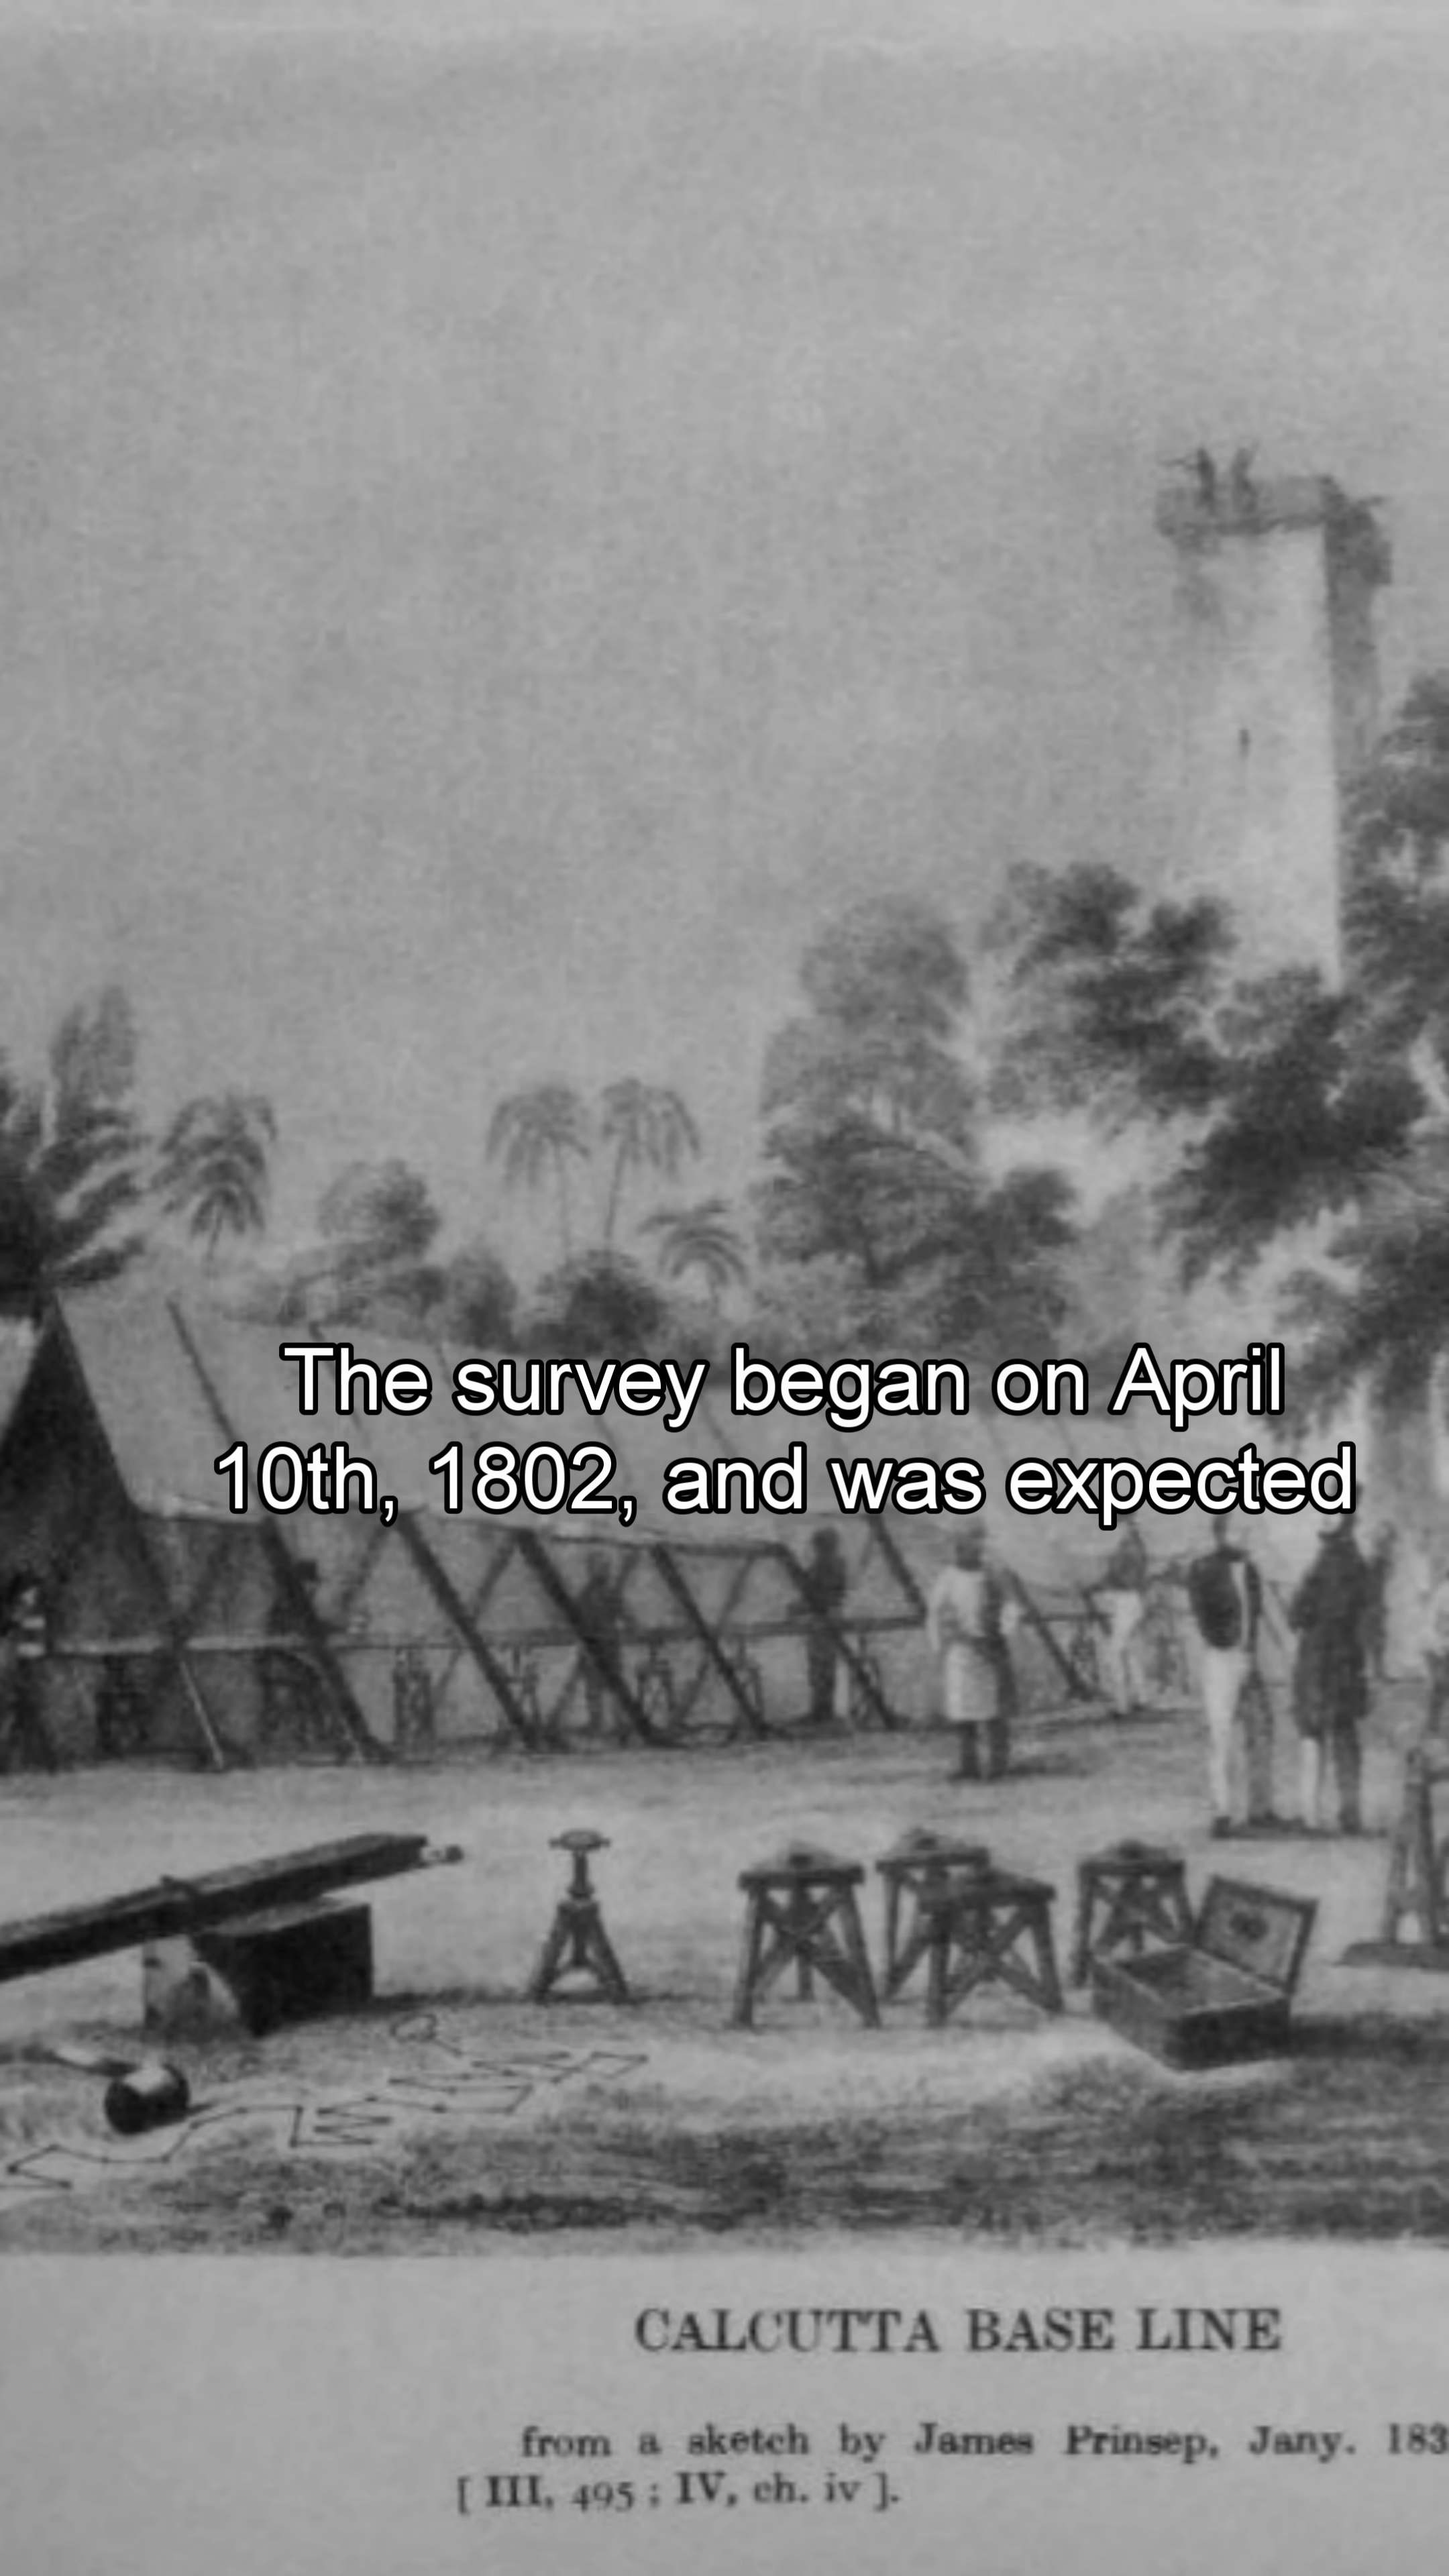 The survey began on April
10th, 1802, and was expected
CALCUTTA BASE LINE
from a sketch by James Prinsep, Jany. 183
[ III, 495 ; IV, ch. iv ].